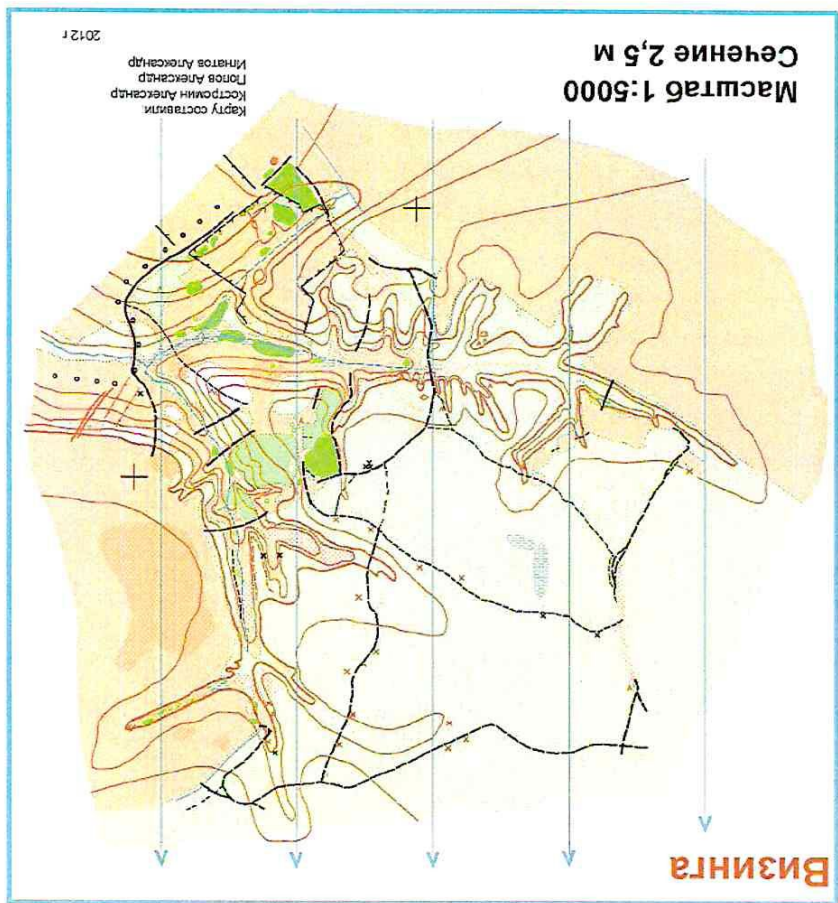 Визинга
Масштаб 1:5000
Сечение 2,5 м
Карту составили:
Костромин Александр
Попов Александр
Игнатов Александр
2012 г